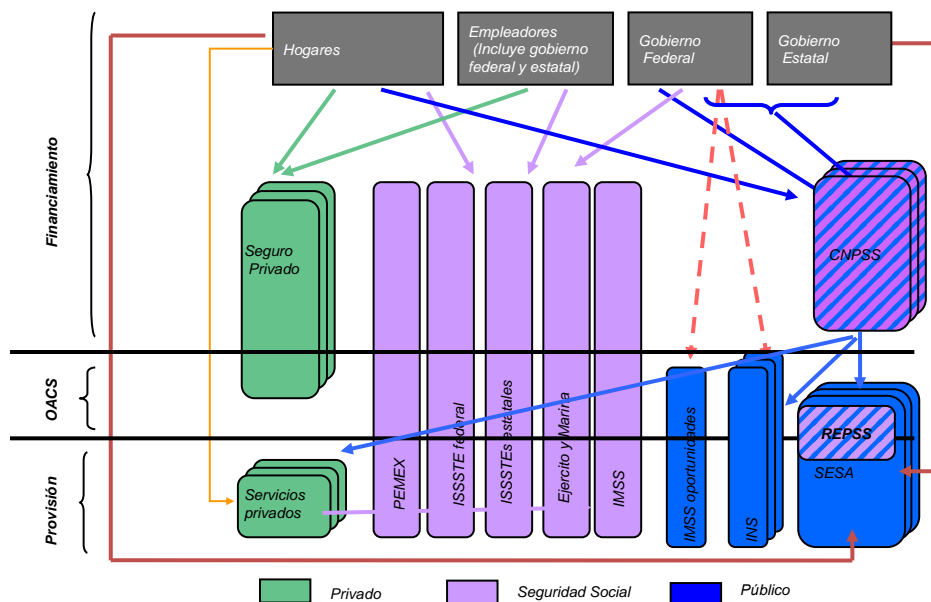 Hogares
Empleadores
(Incluye gobierno
federal y estatal)
Gobierno
Federal
Gobierno
Estatal
Financiamiento
Seguro
Privado
CNPSS
OACS
REPSS
SESA
Provisión
Servicios
privados
PEMEX
ISSSTE federal
ISSSTEs estatales
Ejercito y Marina
IMSS
IMSS oportunidades
INS
Privado
Seguridad Social
Público